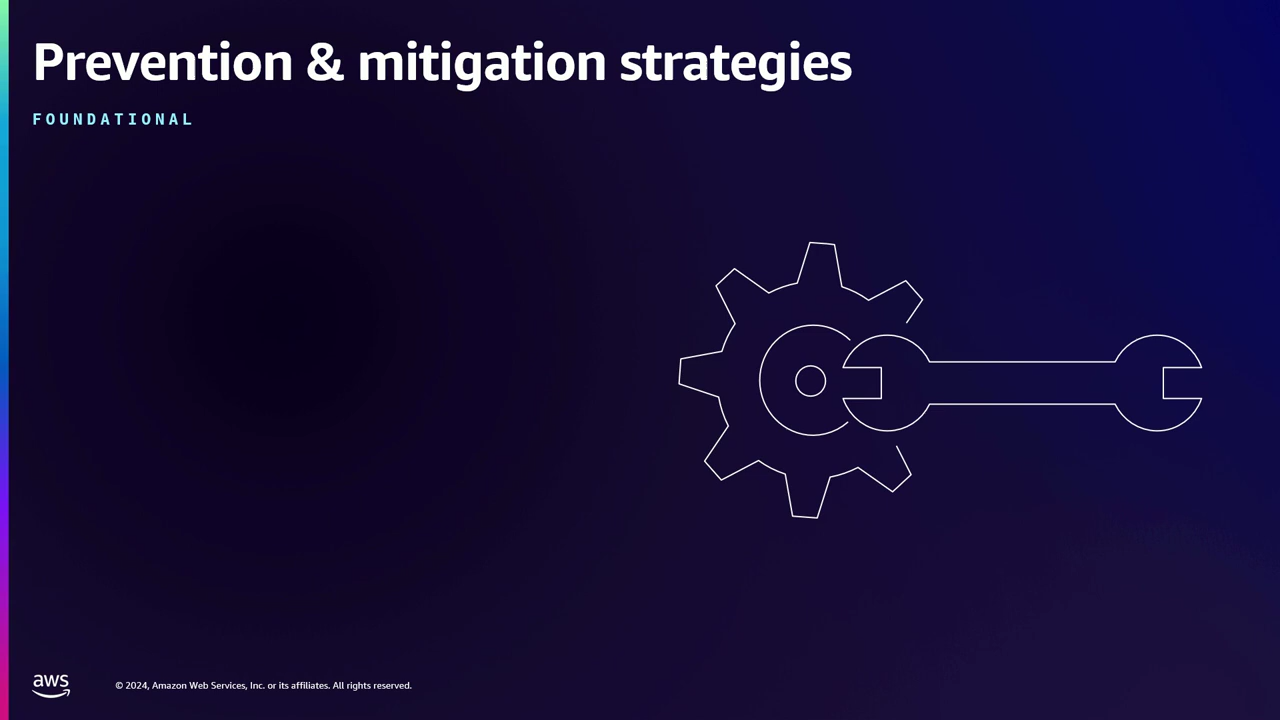 Prevention & mitigation strategies
FOUNDATIONAL
aws
© 2024, Amazon Web Services, Inc. or its affiliates. All rights reserved.